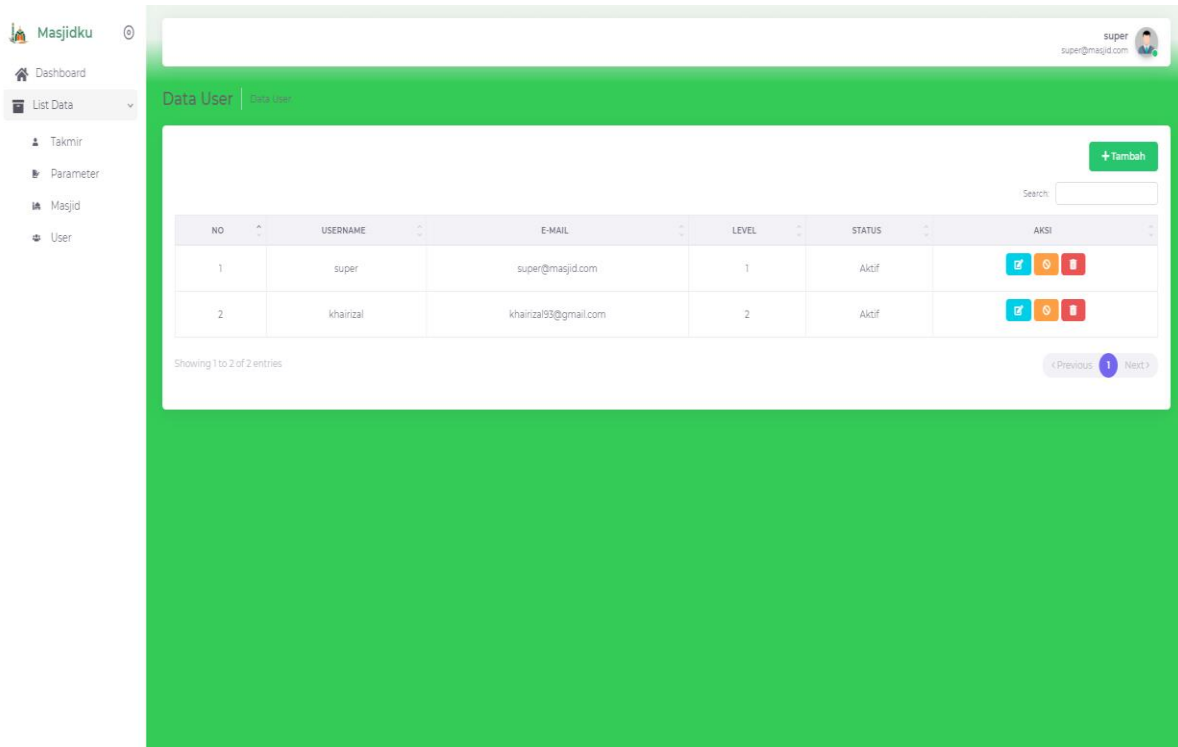 Masjidku
Dashboard
List Data
Takmir
Parameter
Masjid
User
super
super@masjid.com
Data User
Data User
+Tambah
Search:
NO USERNAME E-MAIL LEVEL STATUS AKSI
1 super super@masjid.com 1 Aktif
2 khairizal khairizal93@gmail.com 2 Aktif
Showing 1 to 2 of 2 entries
Previous 1 Next